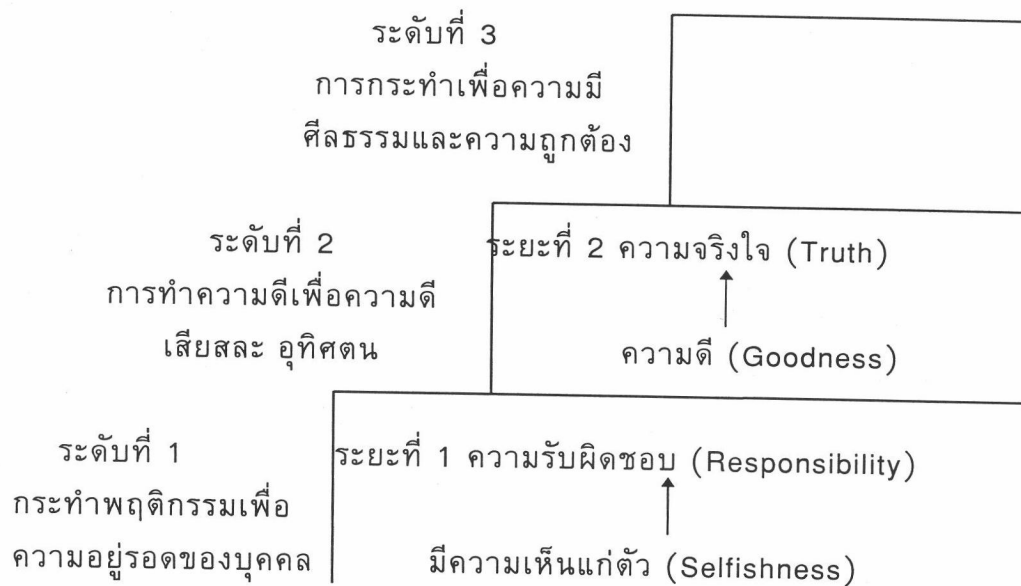 ระดับที่ 3
การกระทำเพื่อความมี
ศีลธรรมและความถูกต้อง
ระดับที่ 2
การทำความดีเพื่อความดี
เสียสละ อุทิศตน
ระยะที่ 2 ความจริงใจ (Truth)
ความดี (Goodness)
ระดับที่ 1
กระทำพฤติกรรมเพื่อ
ความอยู่รอดของบุคคล
ระยะที่ 1 ความรับผิดชอบ (Responsibility)
มีความเห็นแก่ตัว (Selfishness)